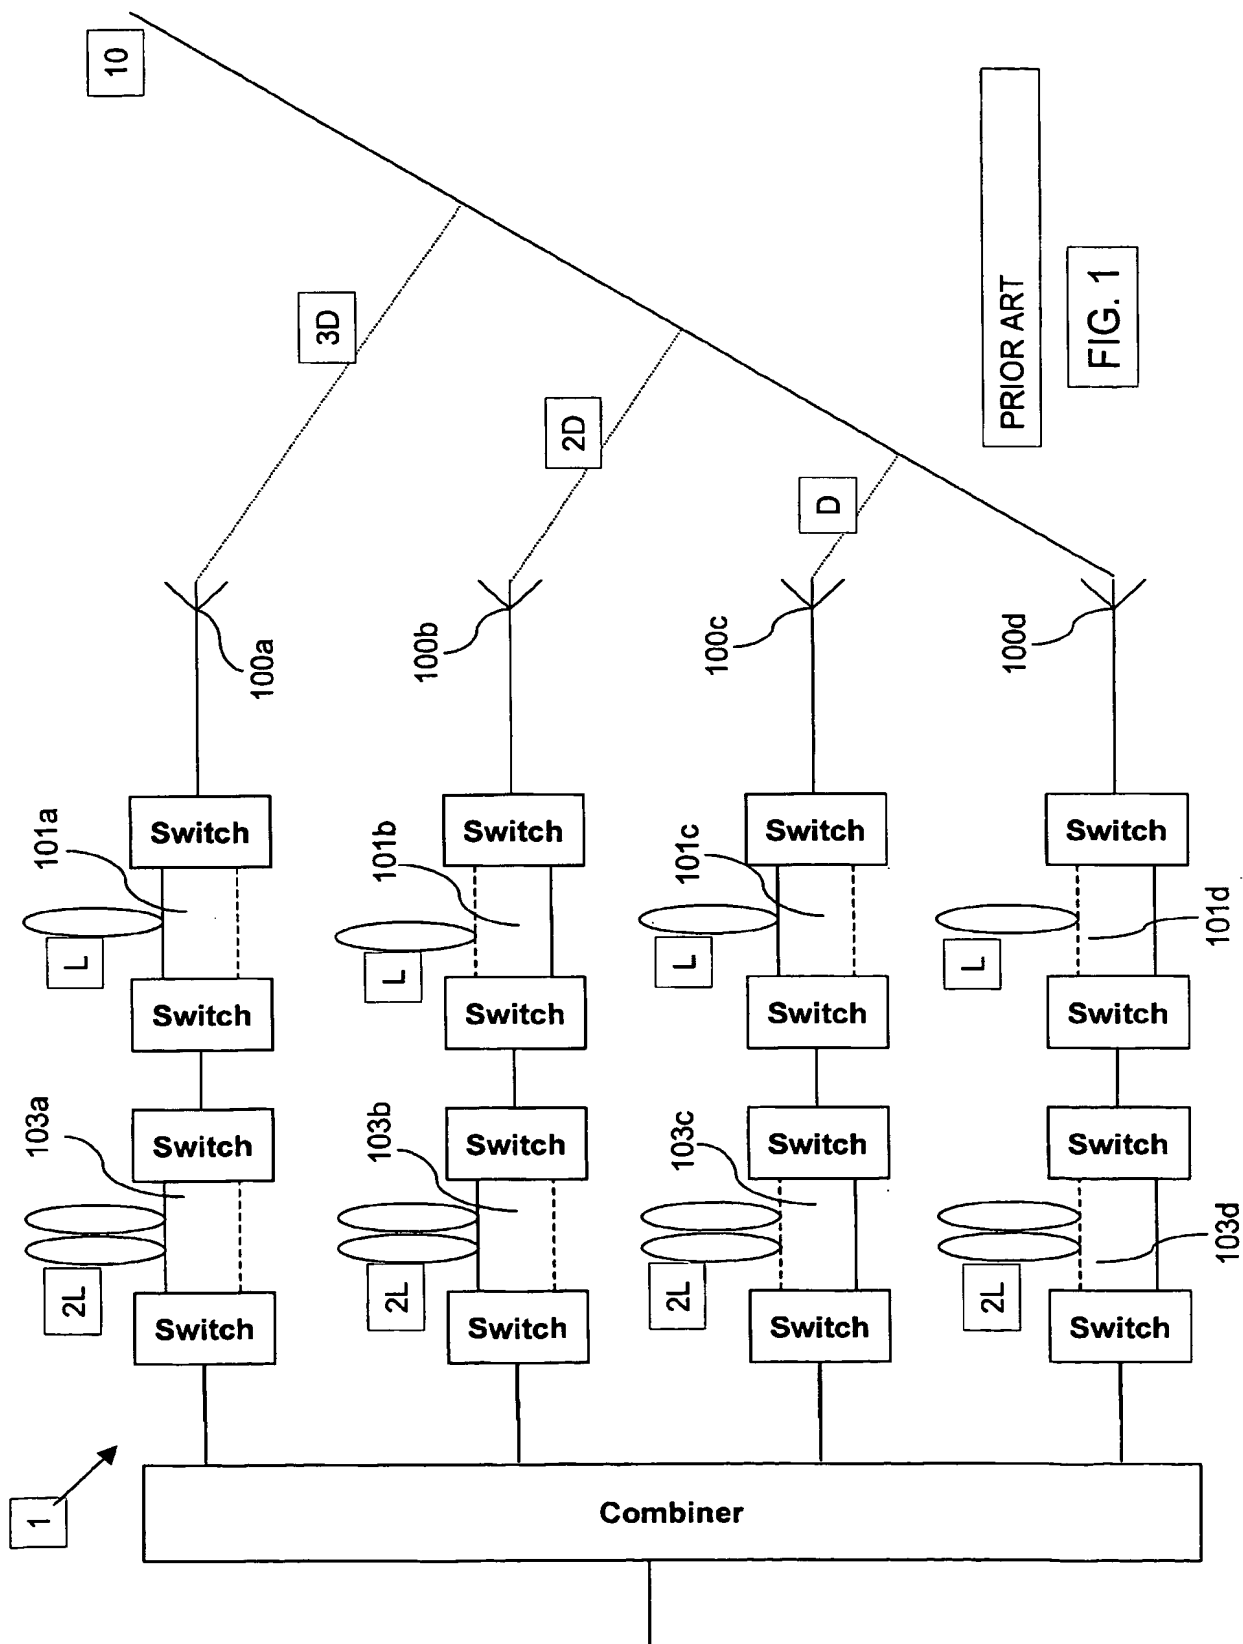 10
3D
2D
D
PRIOR ART
FIG. 1
100a
100b
100c
100d
Switch
Switch
Switch
Switch
101a
101b
101c
101d
L
L
L
L
Switch
Switch
Switch
Switch
103a
103b
103c
103d
Switch
Switch
Switch
Switch
2L
2L
2L
2L
Switch
Switch
Switch
Switch
1
Combiner